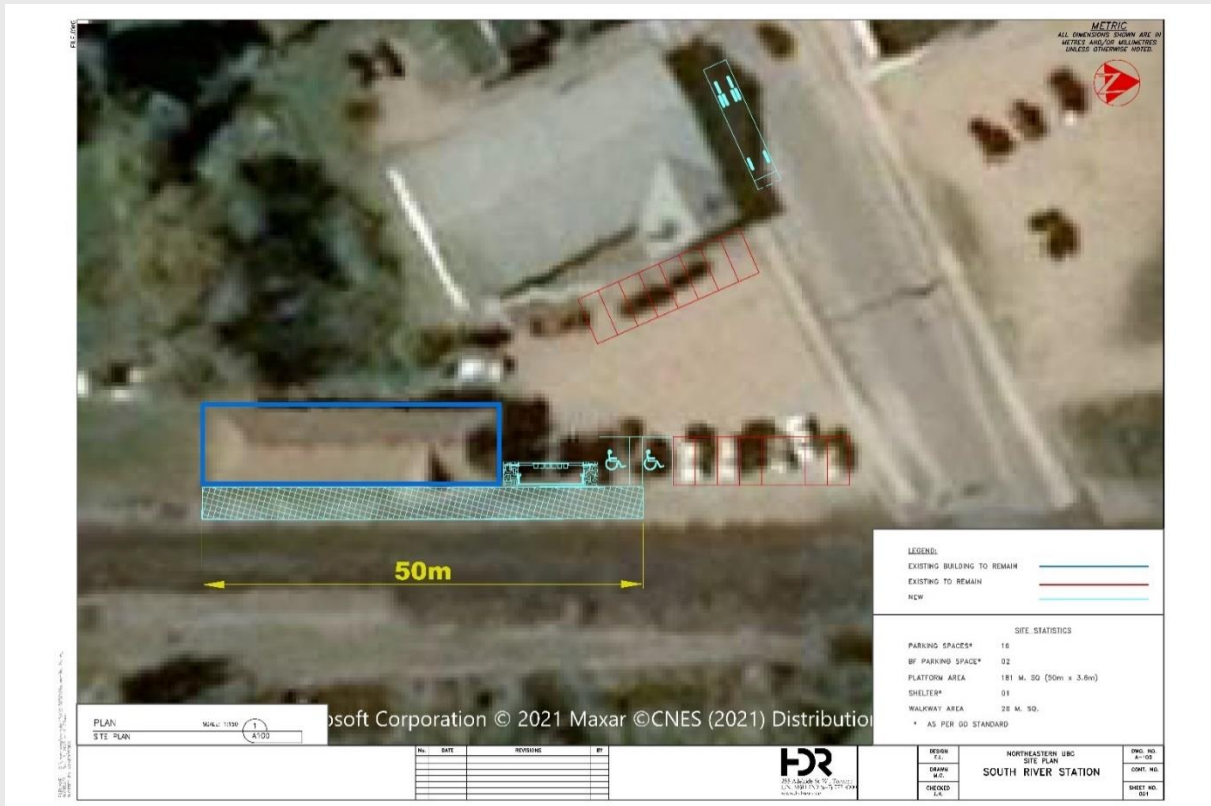 METRIC
ALL DIMENSIONS SHOWN ARE IN
METRES AND/OR MILLIMETRES
UNLESS OTHERWISE NOTED.
50m
LEGEND:
EXISTING BUILDING TO REMAIN
EXISTING TO REMAIN
NEW
SITE STATISTICS
PARKING SPACES* 16
BF PARKING SPACE* 02
PLATFORM AREA 181 M. SQ (50m x 3.6m)
SHELTER* 01
WALKWAY AREA 28 M. SQ.
* AS PER GO STANDARD
osoft Corporation © 2021 Maxar ©CNES (2021) Distribution
PLAN
SITE PLAN
1
A100
No. DATE REVISIONS BY
HDR
DESIGN
DRAWN
CHECKED
NORTHEASTERN UBC
SITE PLAN
SOUTH RIVER STATION
DWG. NO.
CONT. NO.
SHEET NO.
001